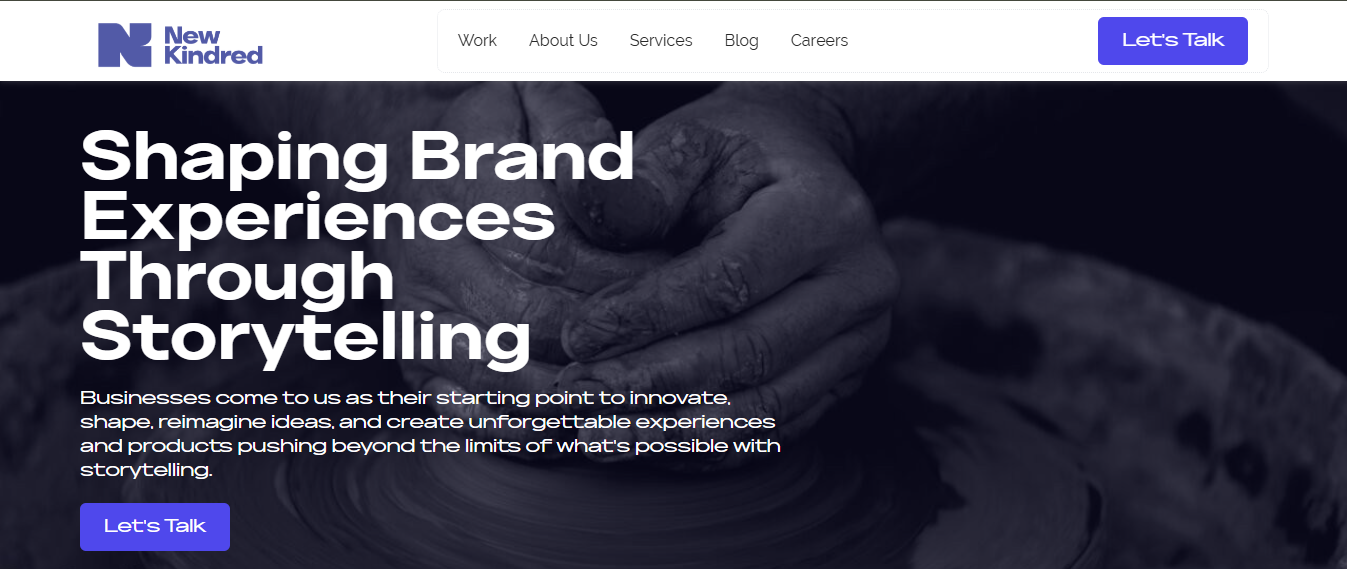 New
Kindred
Work
About Us
Services
Blog
Careers
Let's Talk
Shaping Brand
Experiences
Through
Storytelling
Businesses come to us as their starting point to innovate,
shape, reimagine ideas, and create unforgettable experiences
and products pushing beyond the limits of what's possible with
storytelling.
Let's Talk